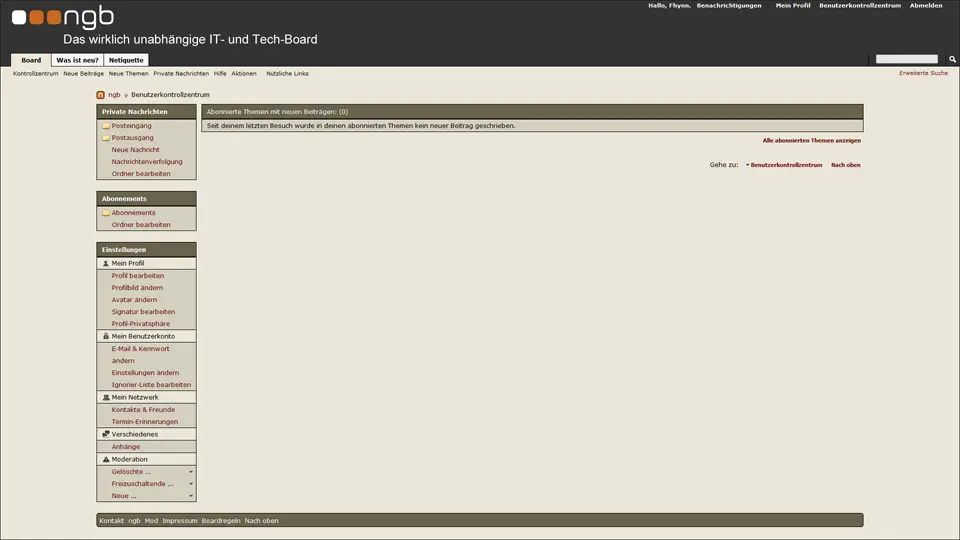 ngb
Hallo, Fhynn. Benachrichtigungen Mein Profil Benutzerkontrollzentrum Abmelden
Das wirklich unabhängige IT- und Tech-Board
Board Was ist neu? Netiquette
Kontrollzentrum Neue Beiträge Neue Themen Private Nachrichten Hilfe Aktionen Nützliche Links Erweiterte Suche
ngb Benutzerkontrollzentrum
Private Nachrichten
Posteingang
Postausgang
Neue Nachricht
Nachrichtenverfolgung
Ordner bearbeiten
Abonnements
Abonnements
Ordner bearbeiten
Einstellungen
Mein Profil
Profil bearbeiten
Profilbild ändern
Avatar ändern
Signatur bearbeiten
Profil-Privatsphäre
Mein Benutzerkonto
E-Mail & Kennwort
ändern
Einstellungen ändern
Ignorier-Liste bearbeiten
Mein Netzwerk
Kontakte & Freunde
Termin-Erinnerungen
Verschiedenes
Anhänge
Moderation
Gelöschte ...
Freizuschaltende ...
Neue ...
Abonnierte Themen mit neuen Beiträgen: (0)
Seit deinem letzten Besuch wurde in deinen abonnierten Themen kein neuer Beitrag geschrieben.
Alle abonnierten Themen anzeigen
Gehe zu: Benutzerkontrollzentrum Nach oben
Kontakt ngb Mod Impressum Boardregeln Nach oben